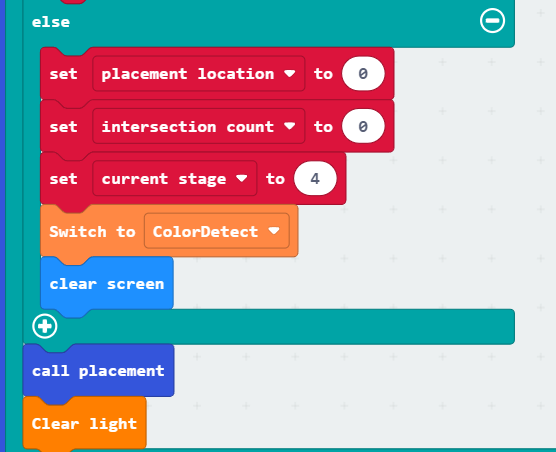 else
set placement location to 0
set intersection count to 0
set current stage to 4
Switch to ColorDetect
clear screen
call placement
Clear light